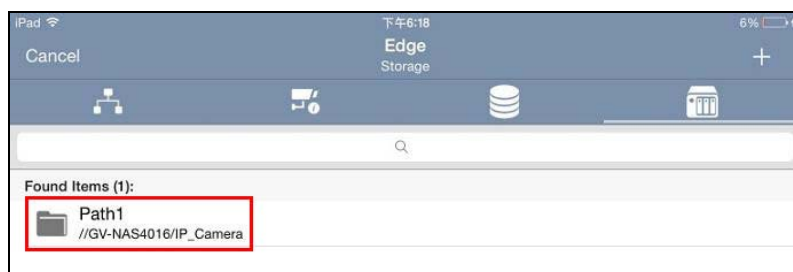 iPad 下午6:18 6%
Cancel Edge +
Storage
Found Items (1):
Path1
//GV-NAS4016/IP_Camera